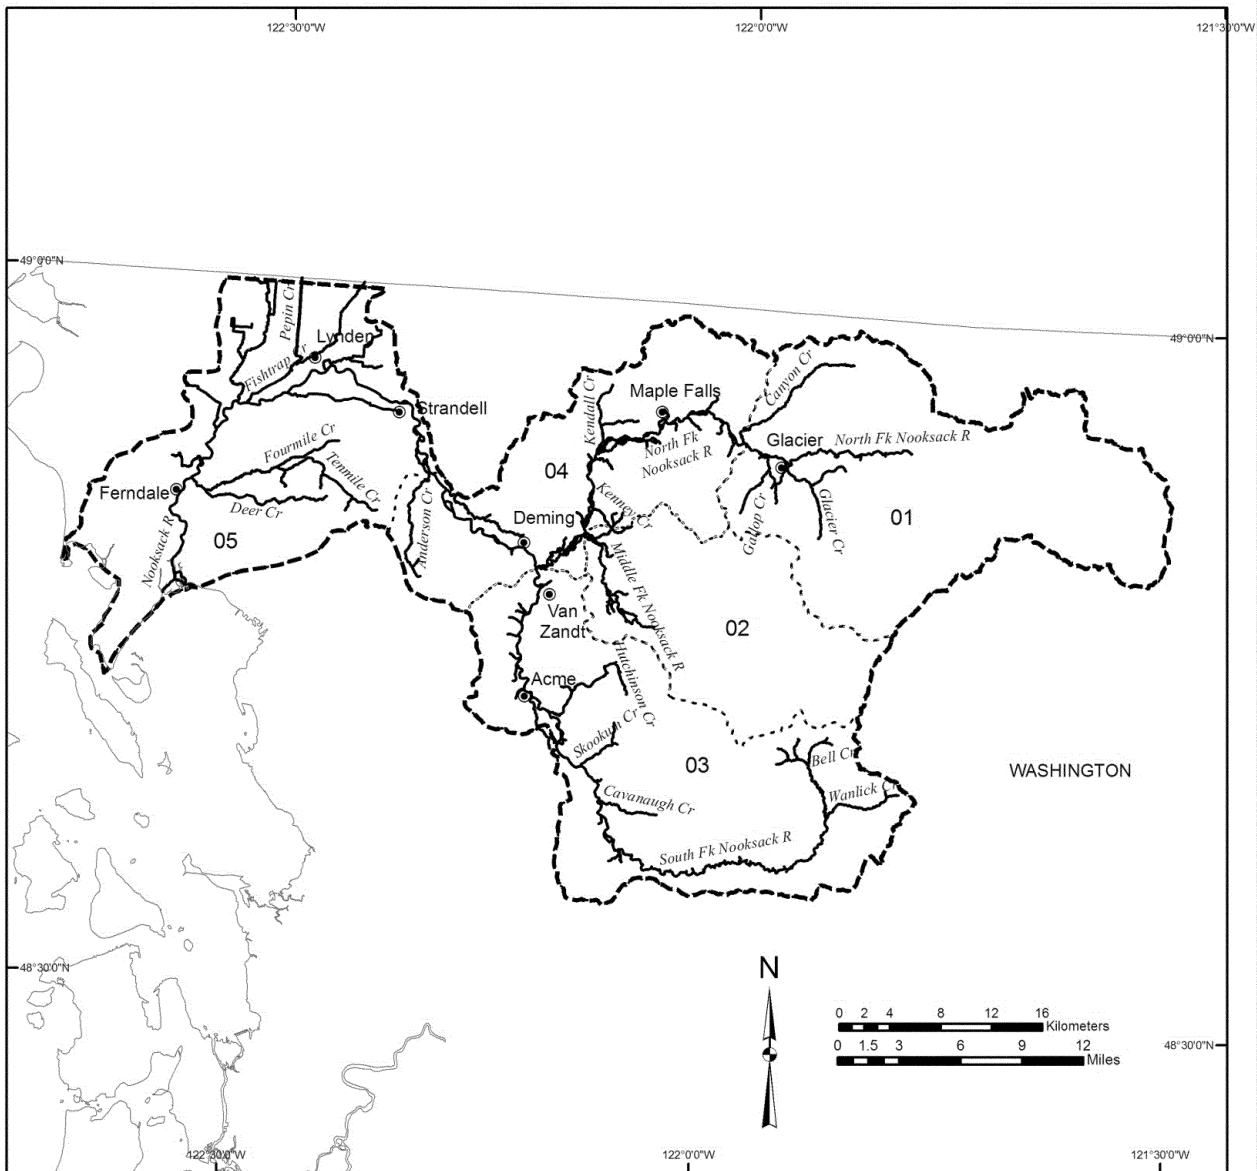 122°30'0"W
122°0'0"W
121°30'0"W
49°0'0"N
49°0'0"N
Pepin Cr
Lynden
Fishtrap Cr
Strandell
Maple Falls
Canyon Cr
Kendall Cr
Glacier
North Fk Nooksack R
North Fk
Nooksack R
Fourmile Cr
Tenmile Cr
04
Ferndale
Deer Cr
Kenney Cr
Gallop Cr
Glacier Cr
01
Deming
Anderson Cr
Nooksack R
05
Middle Fk Nooksack R
Van
Zandt
02
Hutchinson Cr
Acme
Skookum Cr
03
Bell Cr
WASHINGTON
Wanlick Cr
Cavanaugh Cr
South Fk Nooksack R
48°30'0"N
N
0 2 4 8 12 16
Kilometers
0 1.5 3 6 9 12
Miles
48°30'0"N
122°30'0"W
122°0'0"W
121°30'0"W